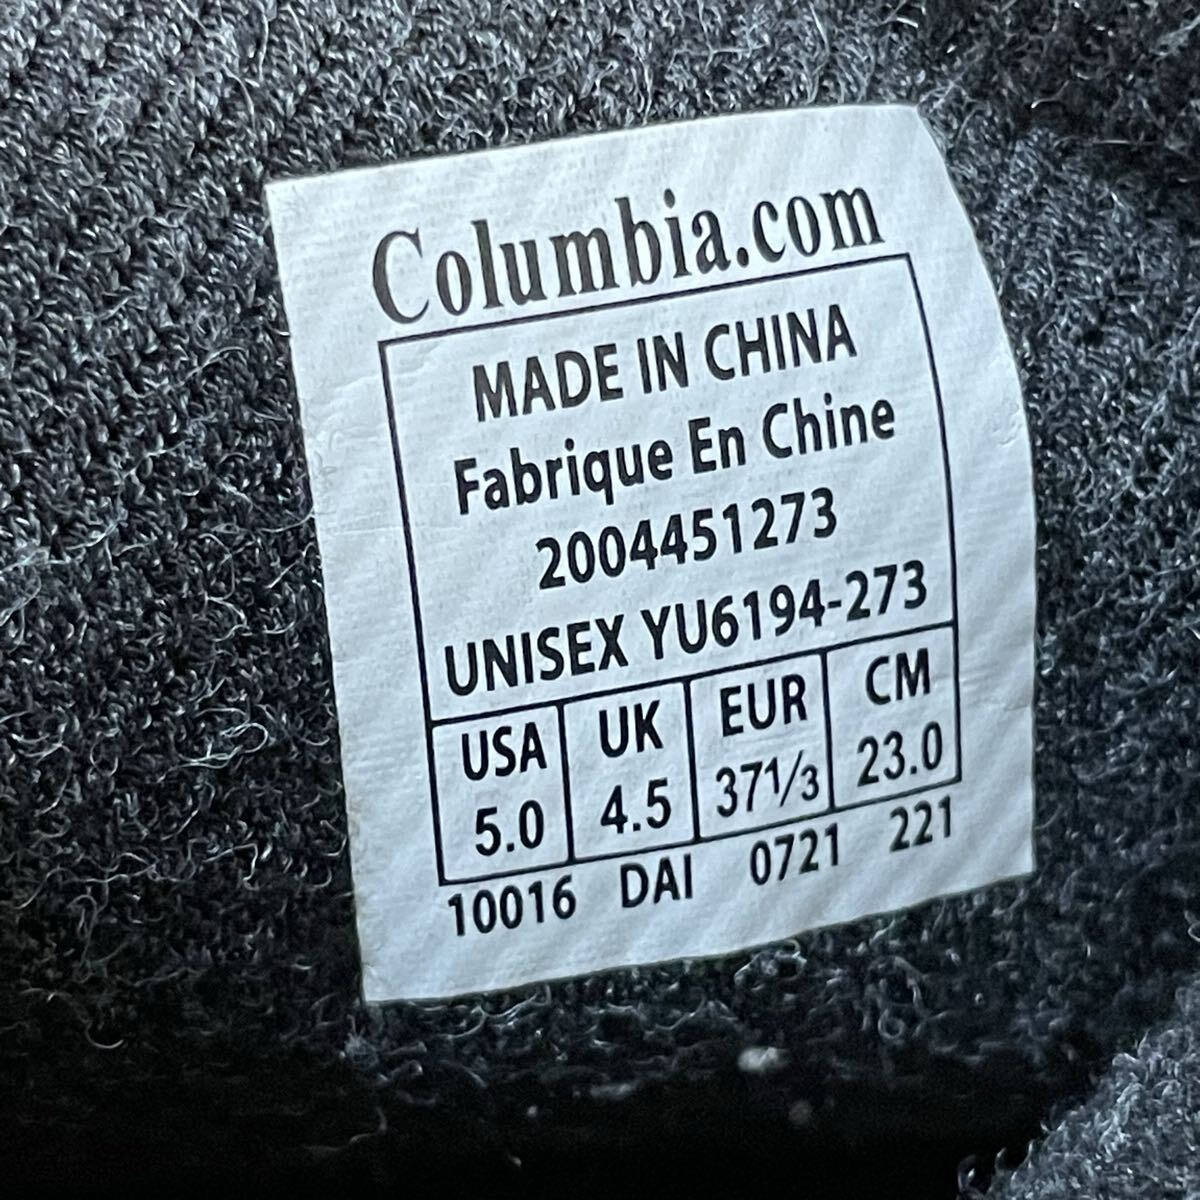 Columbia.com
MADE IN CHINA
Fabrique En Chine
2004451273
UNISEX YU6194-273
USA UK EUR CM
5.0 4.5 37⅓ 23.0
10016 DAI 0721 221